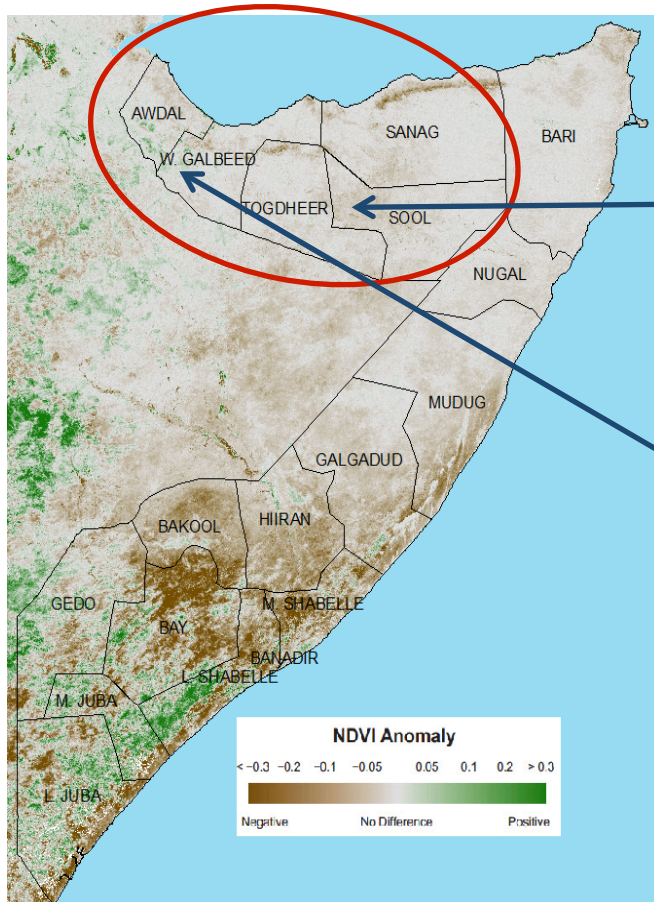 AWDAL
SANAG
BARI
W. GALBEED
TOGDHEER
SOOL
NUGAL
MUDUG
GALGADUD
HIIRAN
BAKOOL
GEDO
M. SHABELLE
BAY
BANADIR
L. SHABELLE
M. JUBA
L. JUBA
NDVI Anomaly
< −0.3 −0.2 −0.1 −0.05 0.05 0.1 0.2 > 0.3
Negative No Difference Positive